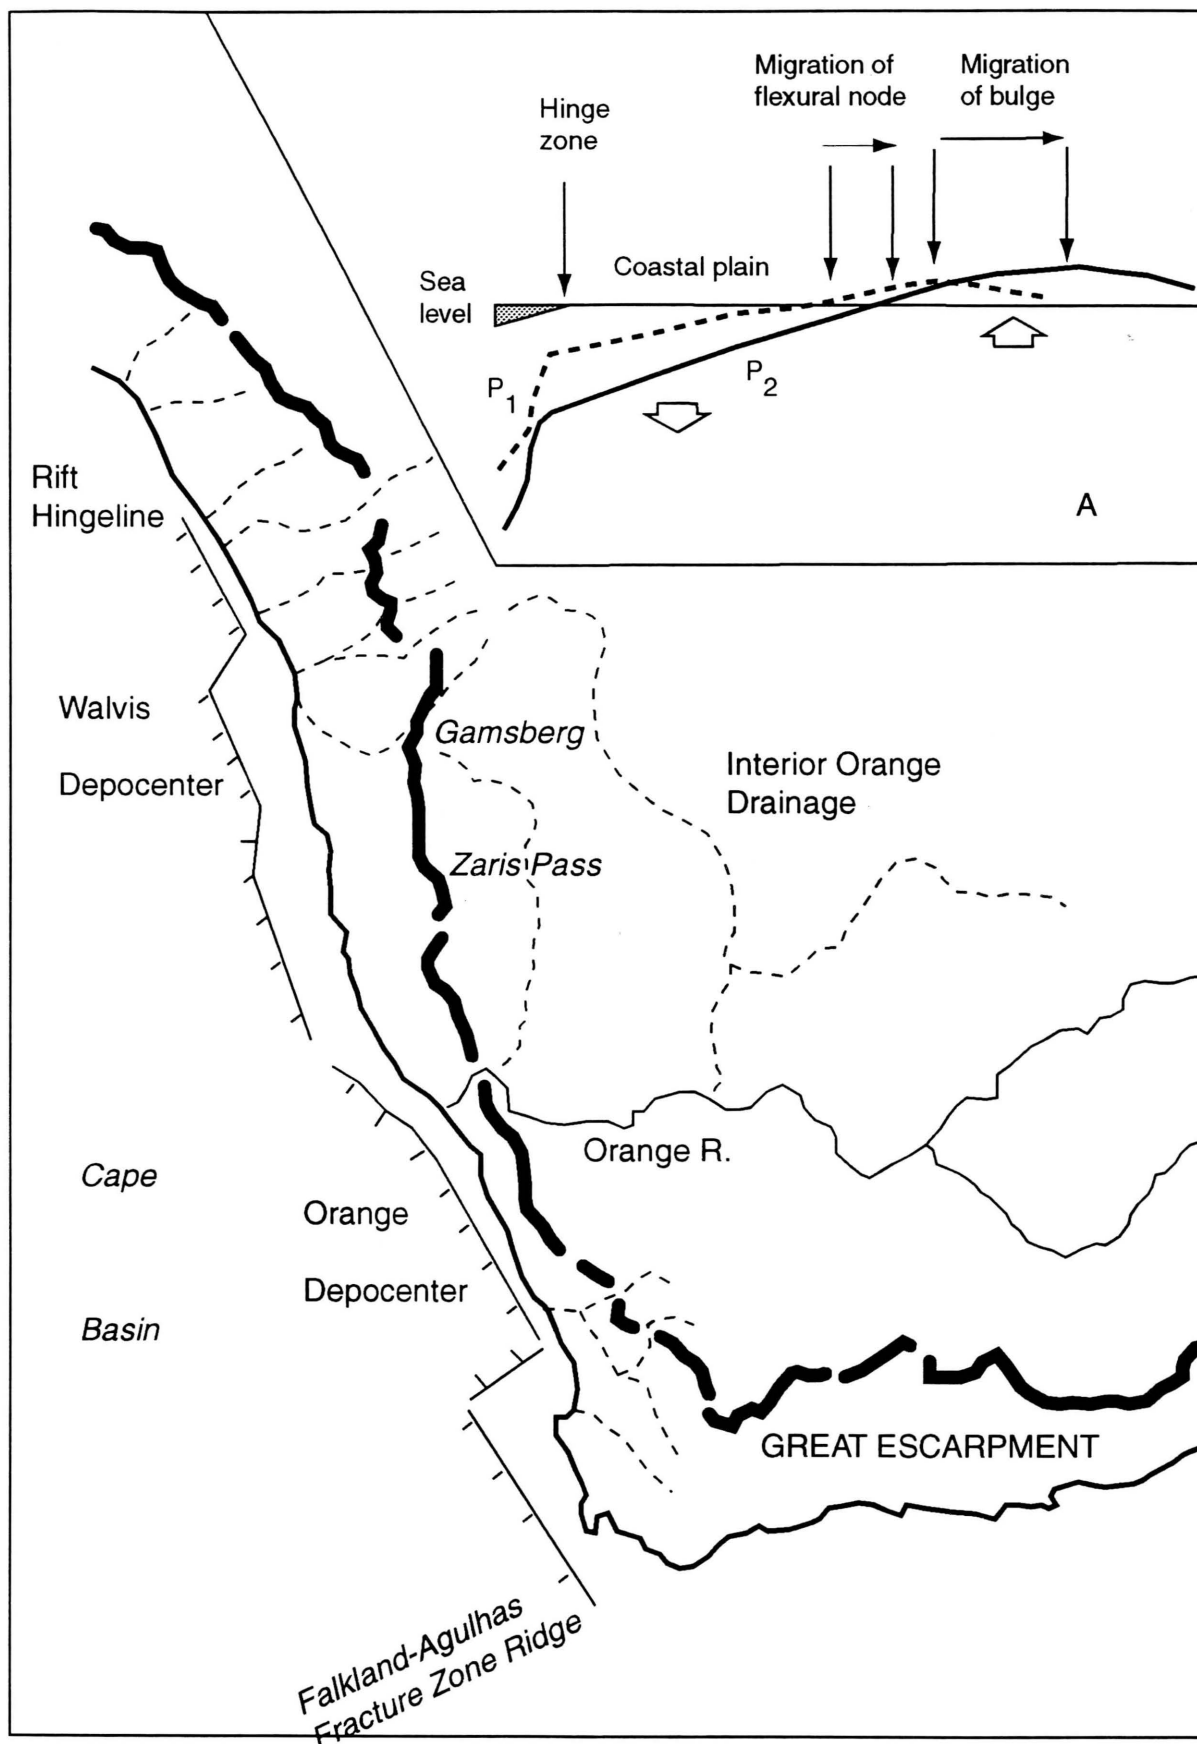 Migration of
flexural node
Migration
of bulge
Hinge
zone
Sea
level
Coastal plain
P1
P2
A
Rift
Hingeline
Walvis
Depocenter
Gamsberg
Zaris Pass
Interior Orange
Drainage
Orange R.
Cape
Basin
Orange
Depocenter
GREAT ESCARPMENT
Falkland-Agulhas
Fracture Zone Ridge